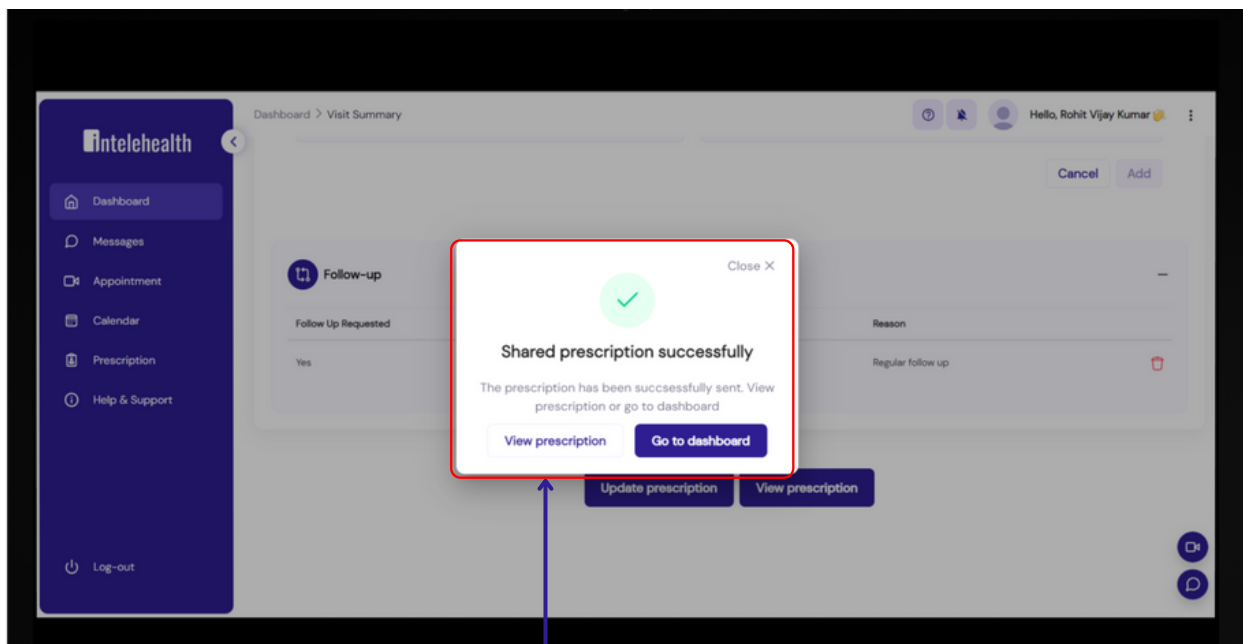 intelehealth
Dashboard > Visit Summary
Hello, Rohit Vijay Kumar
Cancel Add
Dashboard
Messages
Appointment
Calendar
Prescription
Help & Support
Log-out
Follow-up
Follow Up Requested
Reason
Yes
Regular follow up
Close X
Shared prescription successfully
The prescription has been succsessfully sent. View
prescription or go to dashboard
View prescription Go to dashboard
Update prescription View prescription